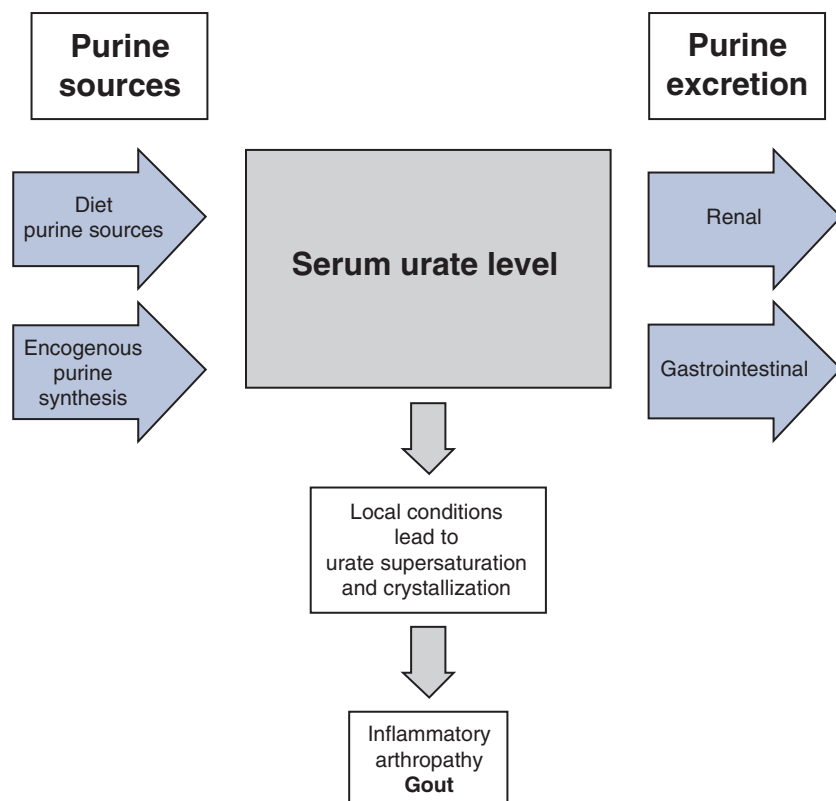 Purine
sources
Purine
excretion
Diet
purine sources
Encogenous
purine
synthesis
Serum urate level
Renal
Gastrointestinal
Local conditions
lead to
urate supersaturation
and crystallization
Inflammatory
arthropathy
Gout